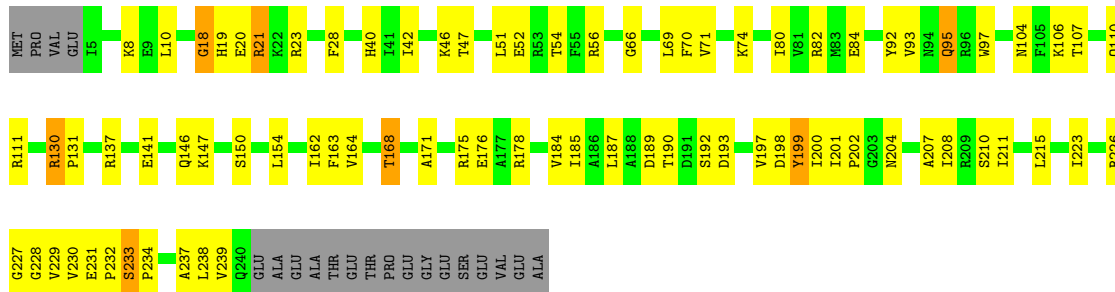 MET PRO VAL GLU I5 K8 E9 L10 G18 H19 E20 R21 K22 R23 F28 H40 I41 I42 K46 T47 L51 E52 R53 T54 F55 R56 G66 L69 F70 V71 K74 I80 V81 R82 M83 E84 Y92 V93 N94 Q95 R96 W97 N104 F105 K106 T107
R111 R130 P131 R137 E141 Q146 K147 S150 L154 I162 F163 V164 T168 A171 R175 E176 A177 R178 V184 I185 A186 L187 A188 D189 T190 D191 S192 D193 V197 D198 Y199 I200 I201 P202 G203 N204 A207 I208 R209 S210 I211 L215 I223
G227 G228 V229 V230 E231 P232 S233 P234 A237 L238 V239 Q240 GLU ALA GLU ALA THR GLU THR PRO GLU GLY GLU SER GLU VAL GLU ALA